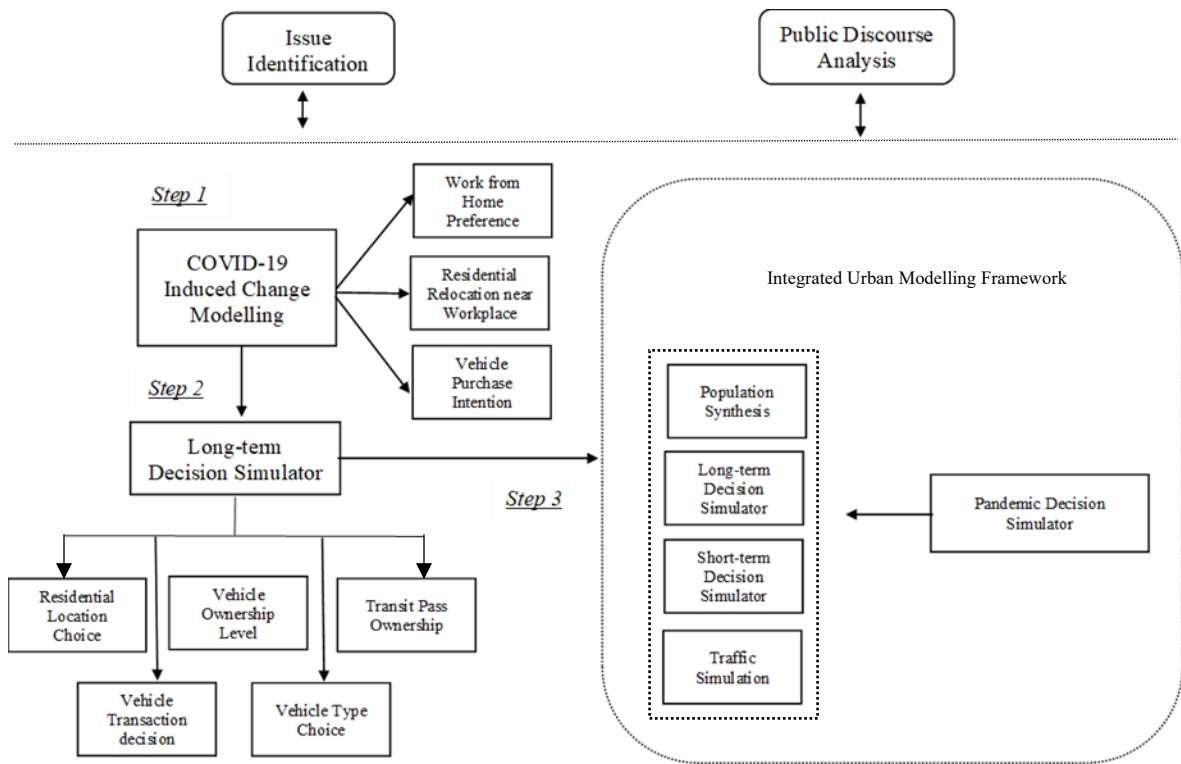 Issue
Identification
Public Discourse
Analysis
Step 1
COVID-19
Induced Change
Modelling
Work from
Home
Preference
Residential
Relocation near
Workplace
Vehicle
Purchase
Intention
Step 2
Long-term
Decision Simulator
Step 3
Residential
Location
Choice
Vehicle
Ownership
Level
Transit Pass
Ownership
Vehicle
Transaction
decision
Vehicle Type
Choice
Integrated Urban Modelling Framework
Population
Synthesis
Long-term
Decision
Simulator
Short-term
Decision
Simulator
Traffic
Simulation
Pandemic Decision
Simulator